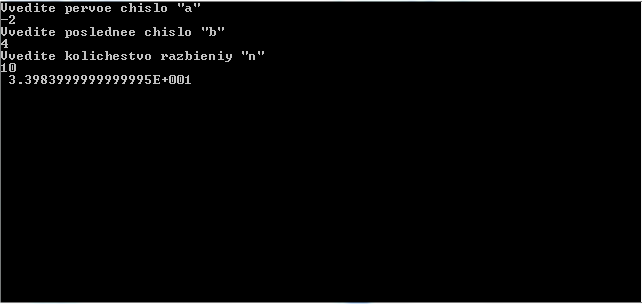 Vvedite pervoe chislo "a"
-2
Vvedite poslednee chislo "b"
4
Vvedite kolichestvo razbieniy "n"
10
3.3983999999999995E+001